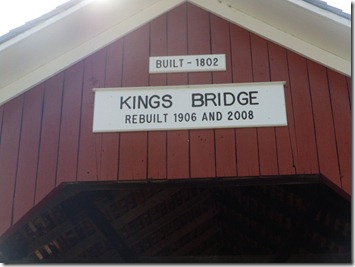 BUILT - 1802
KINGS BRIDGE
REBUILT 1906 AND 2008